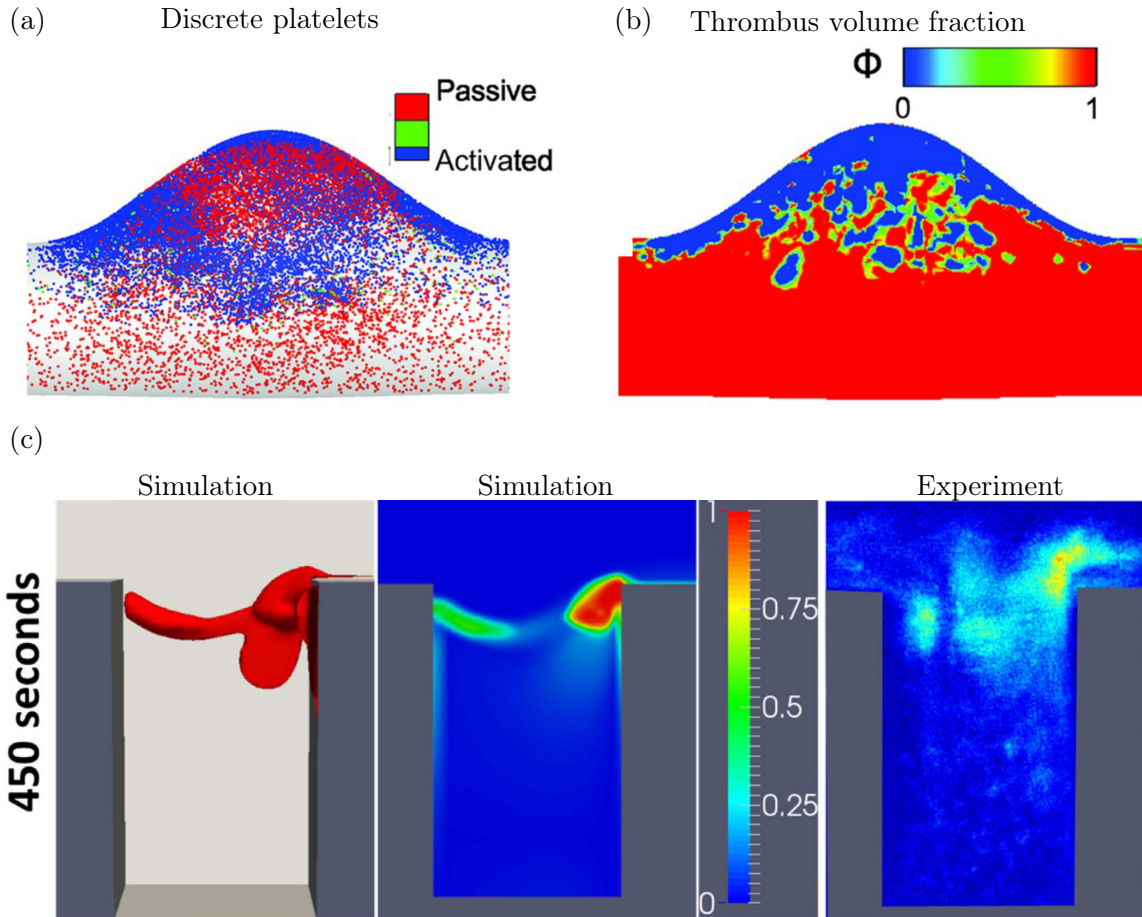 (a) Discrete platelets
Passive
Activated
(b) Thrombus volume fraction
Φ
0 1
(c)
Simulation Simulation Experiment
450 seconds
1
0.75
0.5
0.25
0